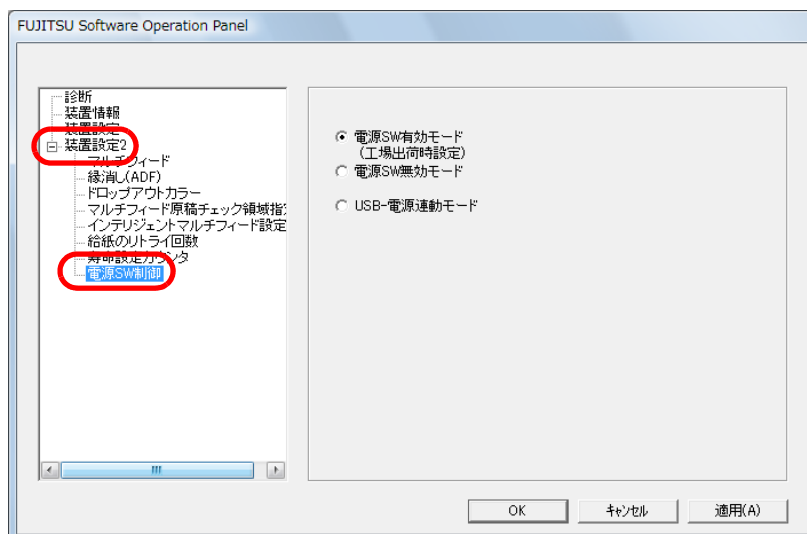 FUJITSU Software Operation Panel
診断
装置情報
装置設定
装置設定2
マルチフィード
縁消し(ADF)
ドロップアウトカラー
マルチフィード原稿チェック領域指
インテリジェントマルチフィード設定
給紙のリトライ回数
寿命設定カウンタ
電源SW制御
電源SW有効モード
(工場出荷時設定)
電源SW無効モード
USB-電源連動モード
OK
キャンセル
適用(A)